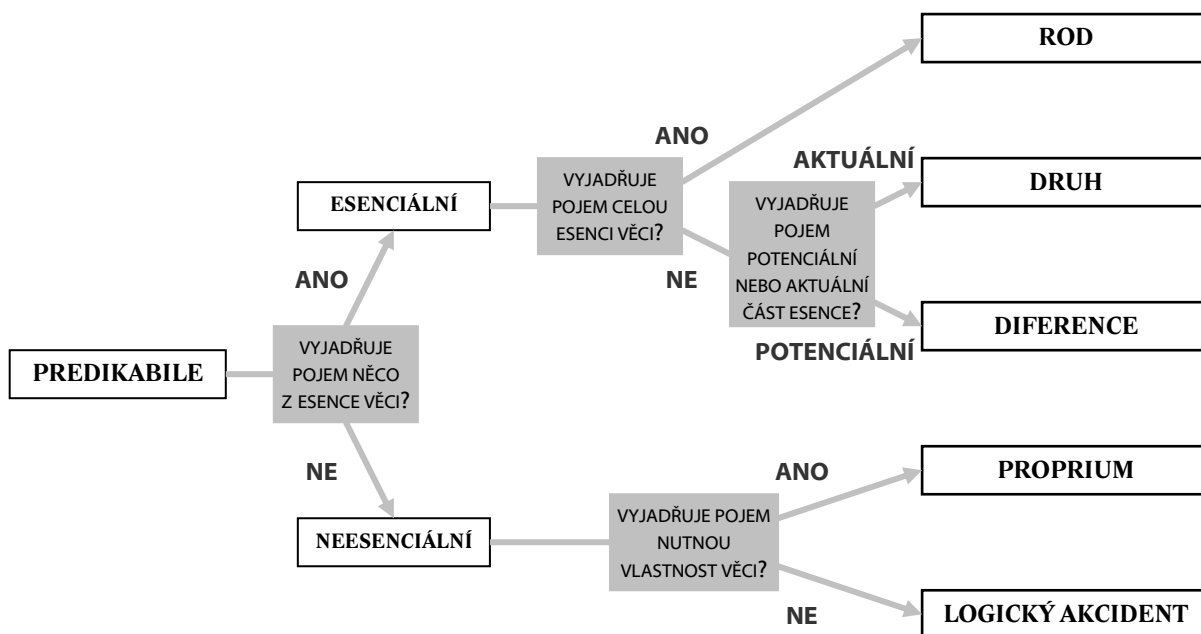 ROD
ANO
AKTUÁLNÍ
DRUH
ESENCIÁLNÍ
VYJADŘUJE
POJEM CELOU
ESENCI VĚCI?
VYJADŘUJE
POJEM
POTENCIÁLNÍ
NEBO AKTUÁLNÍ
ČÁST ESENCE?
ANO
NE
DIFERENCE
POTENCIÁLNÍ
PREDIKABILE
VYJADŘUJE
POJEM NĚCO
Z ESENCE VĚCI?
NE
ANO
PROPRIUM
NEESENCIÁLNÍ
VYJADŘUJE POJEM
NUTNOU
VLASTNOST VĚCI?
NE
LOGICKÝ AKCIDENT